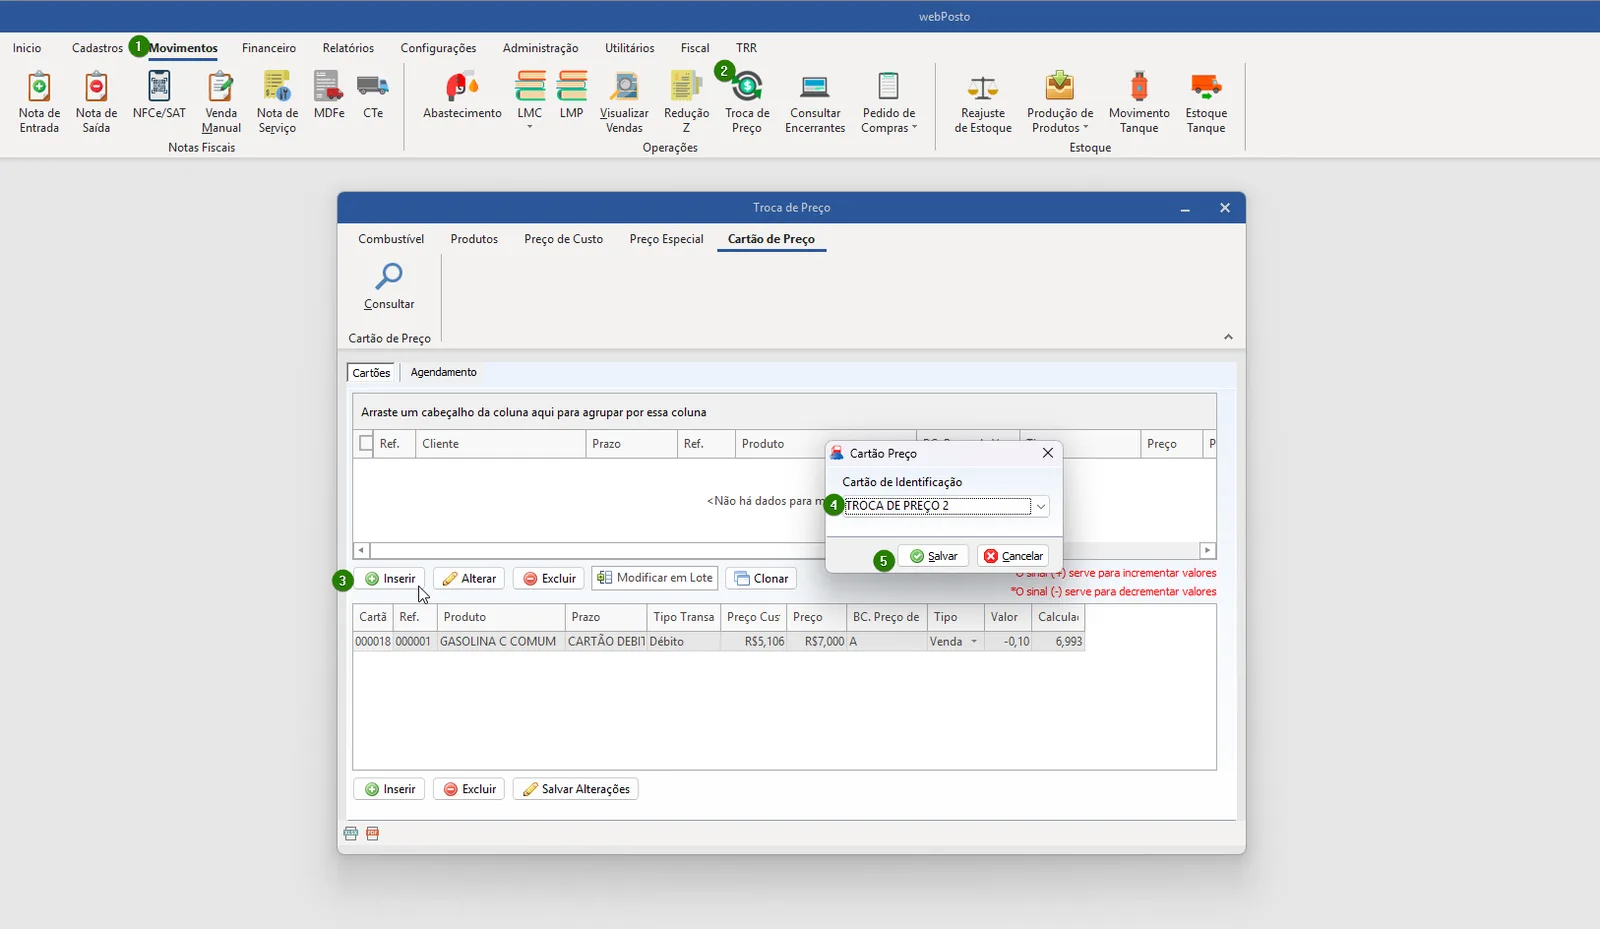 webPosto
Inicio Cadastros 1 Movimentos Financeiro Relatórios Configurações Administração Utilitários Fiscal TRR
2
Nota de Entrada Nota de Saída NFCe/SAT Venda Manual Nota de Serviço MDFe CTe Abastecimento LMC LMP Visualizar Vendas Redução Z Troca de Preço Consultar Encerrantes Pedido de Compras Reajuste de Estoque Produção de Produtos Movimento Tanque Estoque Tanque
Notas Fiscais Operações Estoque
Troca de Preço
Combustível Produtos Preço de Custo Preço Especial Cartão de Preço
Consultar
Cartão de Preço
Cartões Agendamento
Arraste um cabeçalho da coluna aqui para agrupar por essa coluna
Ref. Cliente Prazo Ref. Produto Preço P
<Não há dados para m
Cartão Preço
Cartão de Identificação
4 TROCA DE PREÇO 2
5 Salvar Cancelar
3 Inserir Alterar Excluir Modificar em Lote Clonar
*O sinal (+) serve para incrementar valores
*O sinal (-) serve para decrementar valores
Cartã Ref. Produto Prazo Tipo Transa Preço Cus Preço BC. Preço de Tipo Valor Calcula
000018 000001 GASOLINA C COMUM CARTÃO DEBIT Débito R$5,106 R$7,000 A Venda -0,10 6,993
Inserir Excluir Salvar Alterações
PDF